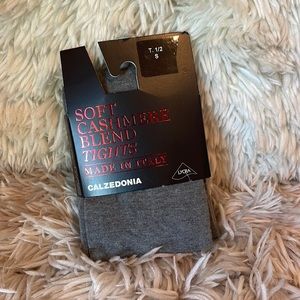 T. 1/2
S
SOFT
CASHMERE
BLEND
TIGHTS
MADE IN ITALY
CALZEDONIA
LYCRA